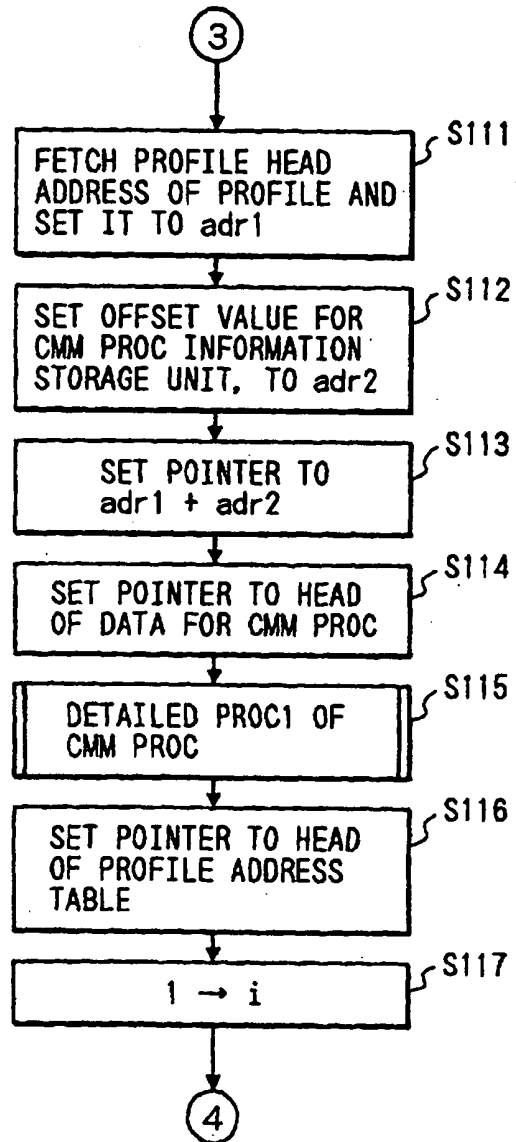 3
S111
FETCH PROFILE HEAD
ADDRESS OF PROFILE AND
SET IT TO adr1
S112
SET OFFSET VALUE FOR
CMM PROC INFORMATION
STORAGE UNIT, TO adr2
S113
SET POINTER TO
adr1 + adr2
S114
SET POINTER TO HEAD
OF DATA FOR CMM PROC
S115
DETAILED PROC1 OF
CMM PROC
S116
SET POINTER TO HEAD
OF PROFILE ADDRESS
TABLE
S117
1 → i
4